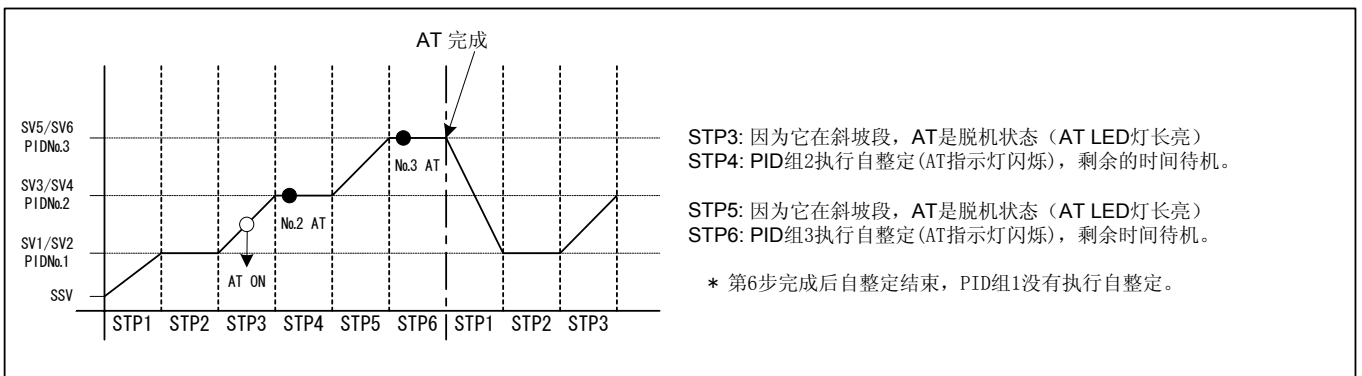 AT 完成
SV5/SV6
PIDNo.3
No.3 AT
SV3/SV4
PIDNo.2
No.2 AT
SV1/SV2
PIDNo.1
AT ON
SSV
STP1 STP2 STP3 STP4 STP5 STP6 STP1 STP2 STP3
STP3: 因为它在斜坡段，AT是脱机状态（AT LED灯长亮）
STP4: PID组2执行自整定(AT指示灯闪烁)，剩余的时间待机。
STP5: 因为它在斜坡段，AT是脱机状态（AT LED灯长亮）
STP6: PID组3执行自整定(AT指示灯闪烁)，剩余时间待机。
* 第6步完成后自整定结束，PID组1没有执行自整定。